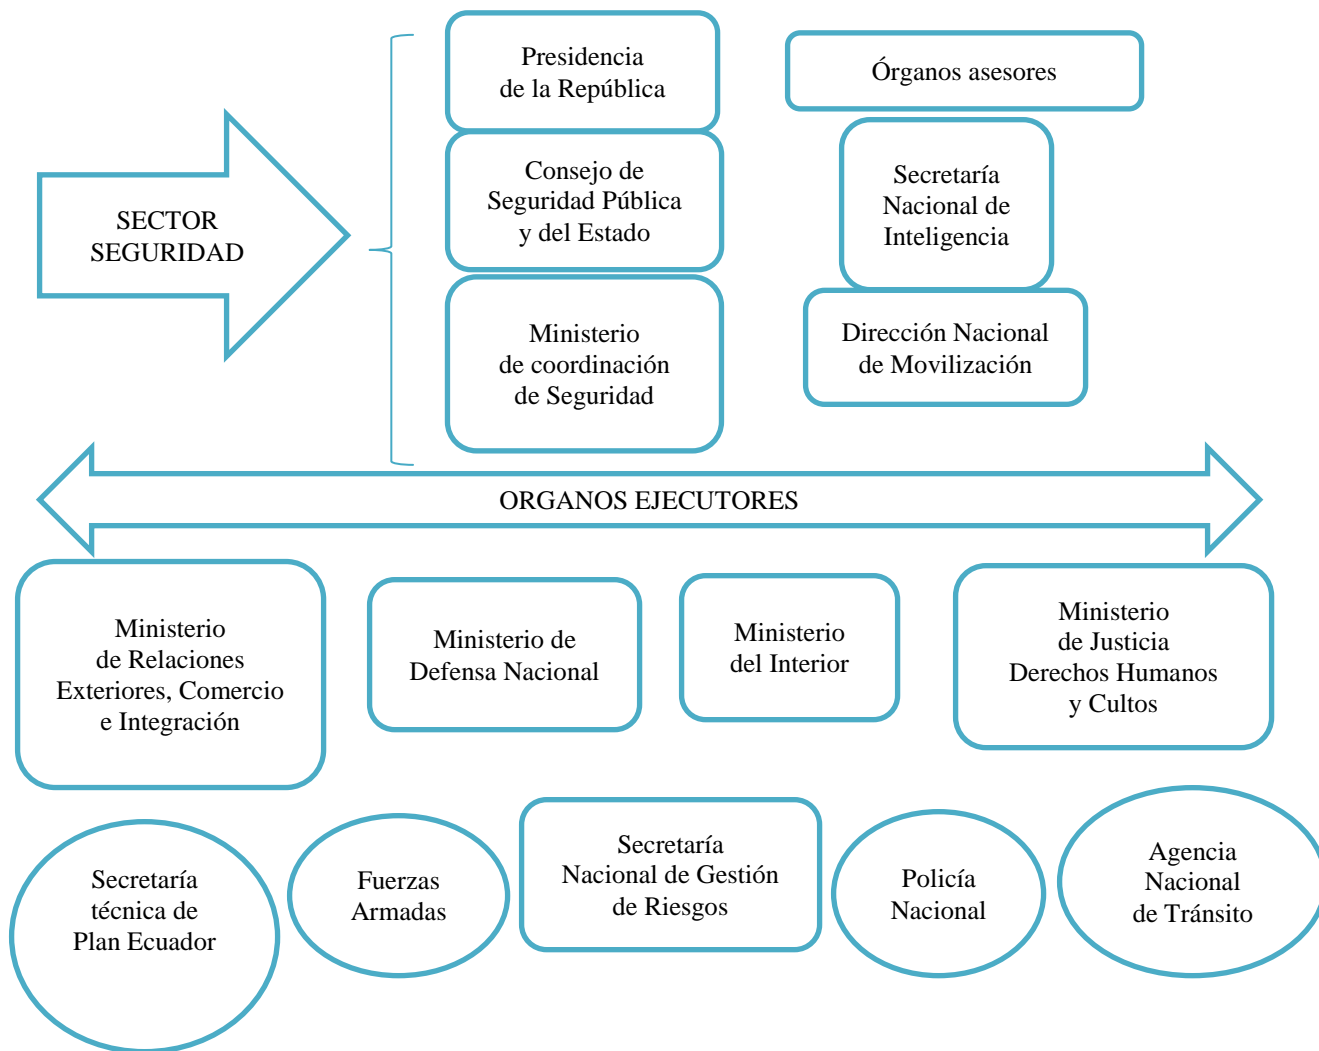 SECTOR
SEGURIDAD
Presidencia
de la República
Consejo de
Seguridad Pública
y del Estado
Ministerio
de coordinación
de Seguridad
Órganos asesores
Secretaría
Nacional de
Inteligencia
Dirección Nacional
de Movilización
ORGANOS EJECUTORES
Ministerio
de Relaciones
Exteriores, Comercio
e Integración
Ministerio de
Defensa Nacional
Ministerio
del Interior
Ministerio
de Justicia
Derechos Humanos
y Cultos
Secretaría
técnica de
Plan Ecuador
Fuerzas
Armadas
Secretaría
Nacional de Gestión
de Riesgos
Policía
Nacional
Agencia
Nacional
de Tránsito